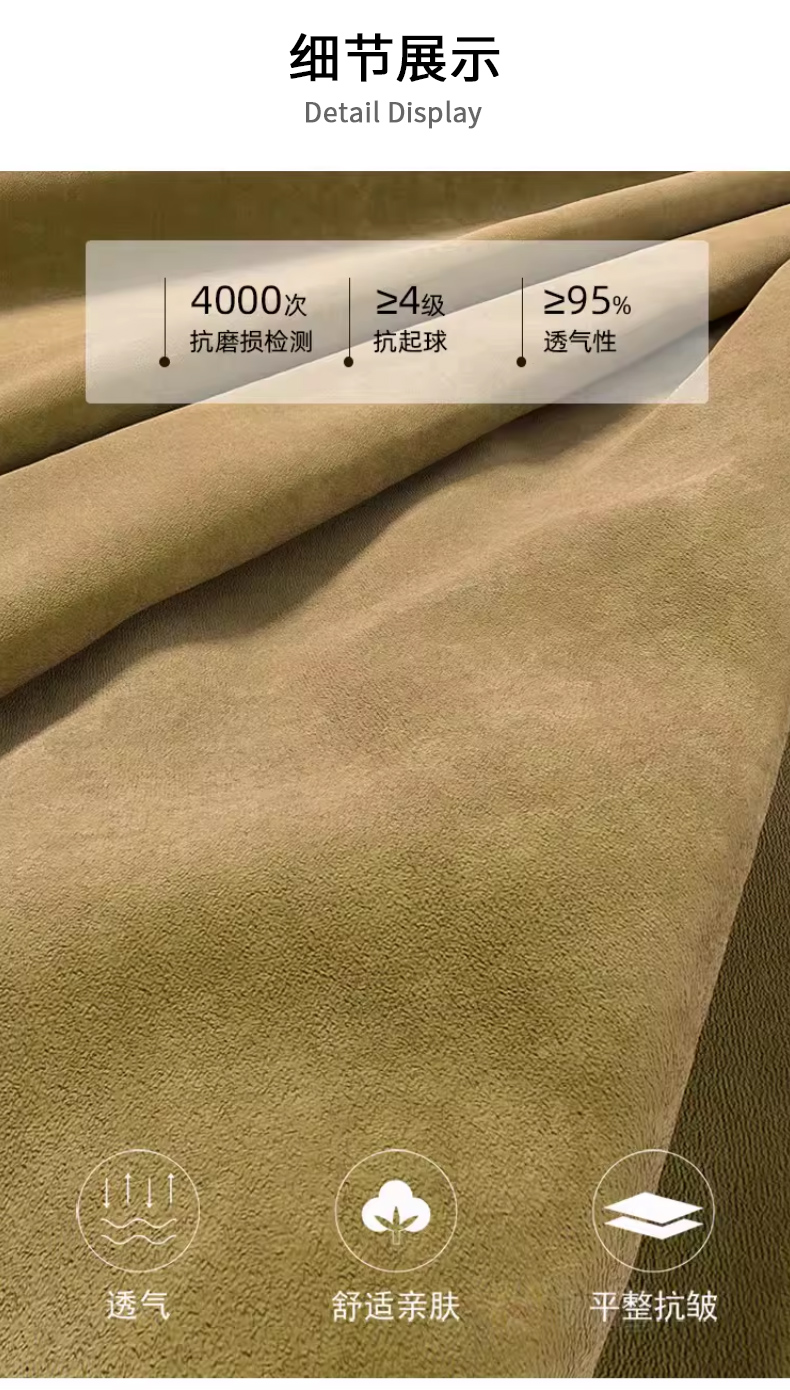 细节展示
Detail Display
4000次 ≥4级 ≥95%
抗磨损检测 抗起球 透气性
透气 舒适亲肤 平整抗皱